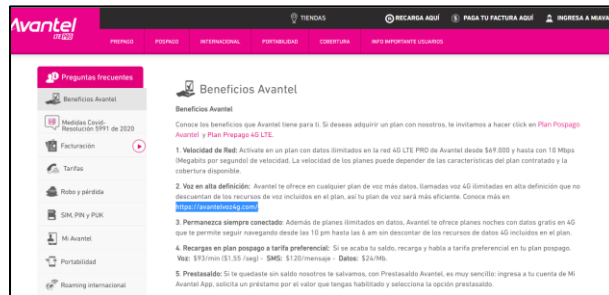 Avantel
LTE PRO
TIENDAS
RECARGA AQUÍ
PAGA TU FACTURA AQUÍ
INGRESA A MIAVA
PREPAGO
POSPAGO
INTERNACIONAL
PORTABILIDAD
COBERTURA
INFO IMPORTANTE USUARIOS
Preguntas frecuentes
Beneficios Avantel
Medidas Covid-
Resolución 5991 de 2020
Facturación
Tarifas
Robo y pérdida
SIM, PIN y PUK
Mi Avantel
Portabilidad
Roaming internacional
Beneficios Avantel
Beneficios Avantel
Conoce los beneficios que Avantel tiene para ti. Si deseas adquirir un plan con nosotros, te invitamos a hacer click en Plan Pospago
Avantel y Plan Prepago 4G LTE.
1. Velocidad de Red: Actívate en un plan con datos ilimitados en la red 4G LTE PRO de Avantel desde $69.000 y hasta con 10 Mbps
(Megabits por segundo) de velocidad. La velocidad de los planes puede depender de las características del plan contratado y la
cobertura disponible.
2. Voz en alta definición: Avantel te ofrece en cualquier plan de voz más datos, llamadas voz 4G ilimitadas en alta definición que no
descuentan de los recursos de voz incluidos en el plan, así tu plan de voz será más eficiente. Conoce más en
https://avantelvoz4g.com/
3. Permanezca siempre conectado: Además de planes ilimitados en datos, Avantel te ofrece planes noches con datos gratis en 4G
que te permite seguir navegando desde las 10 pm hasta las 6 am sin descontar de los recursos de datos 4G incluidos en el plan.
4. Recargas en plan pospago a tarifa preferencial: Si se acaba tu saldo, recarga y habla a tarifa preferencial en tu plan pospago.
Voz: $93/min ($1,55 /seg) - SMS: $120/mensaje - Datos: $24/Mb.
5. Prestasaldo: Si te quedaste sin saldo nosotros te salvamos, con Prestasaldo Avantel, es muy sencillo: ingresa a tu cuenta de Mi
Avantel App, solicita un préstamo por el valor que tengas habilitado y selecciona la opción prestasaldo.